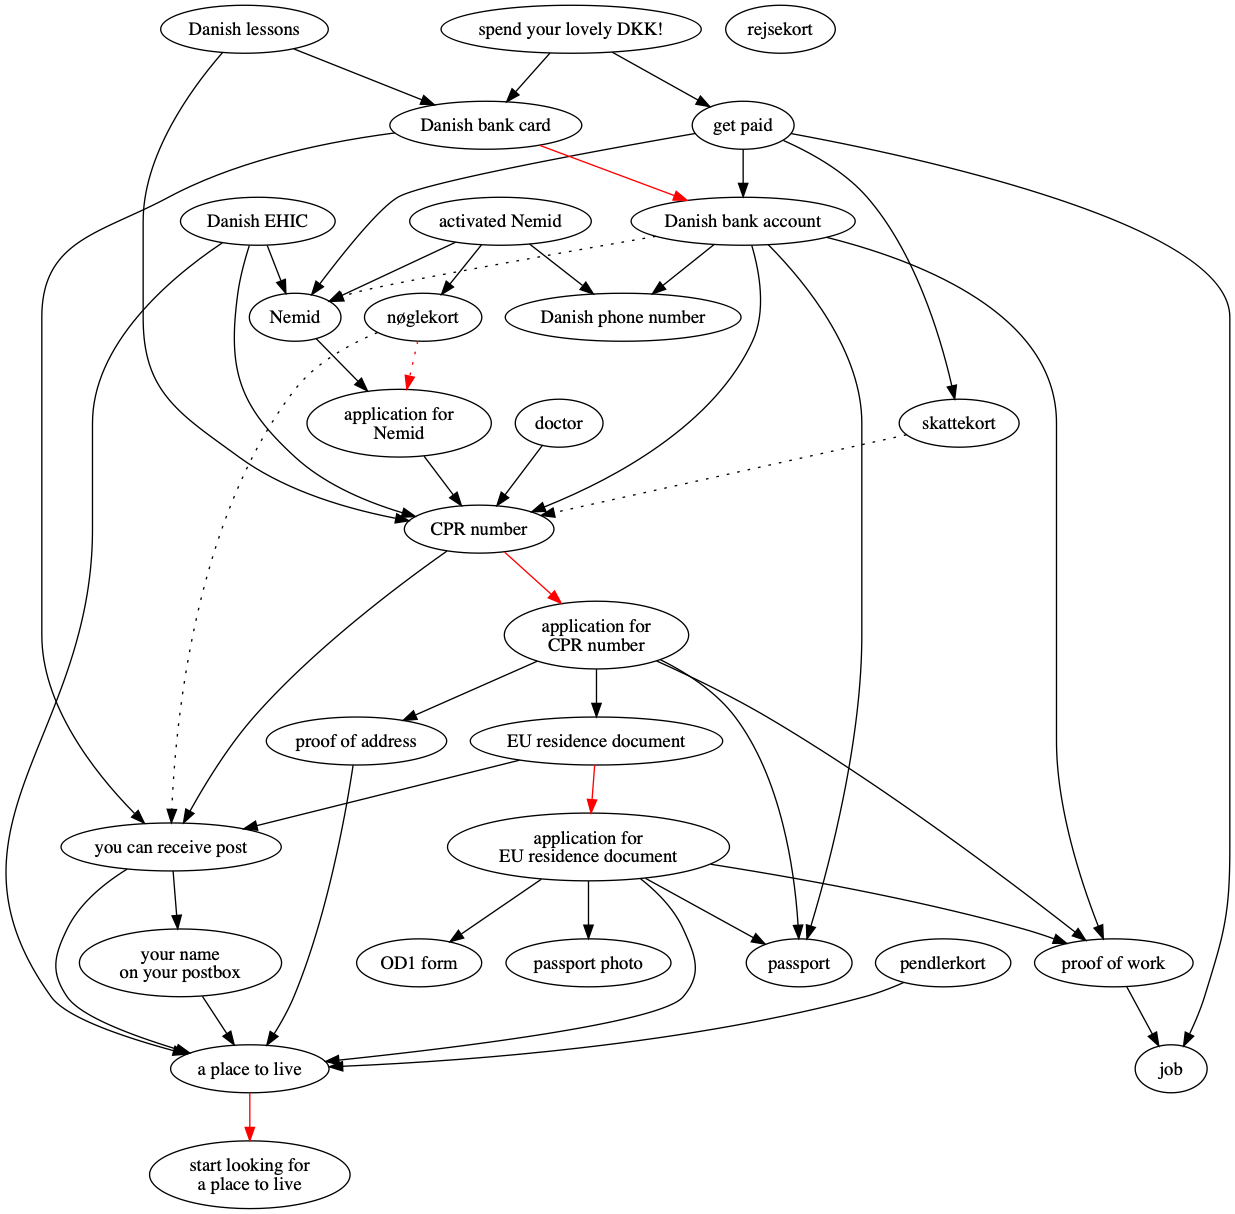 Danish lessons
spend your lovely DKK!
rejsekort
Danish bank card
get paid
Danish EHIC
activated Nemid
Danish bank account
Nemid
nøglekort
Danish phone number
application for
Nemid
doctor
skattekort
CPR number
application for
CPR number
proof of address
EU residence document
you can receive post
application for
EU residence document
your name
on your postbox
OD1 form
passport photo
passport
pendlerkort
proof of work
a place to live
job
start looking for
a place to live